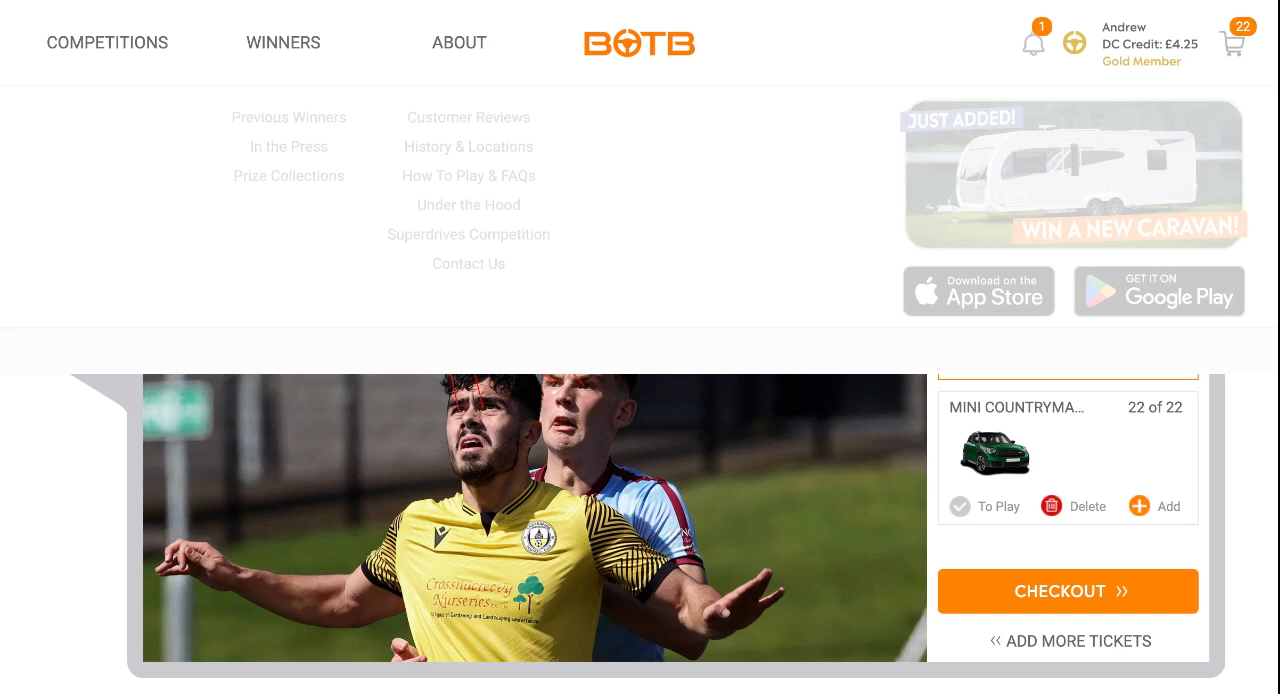 COMPETITIONS
WINNERS
ABOUT
BOTB
1
Andrew
DC Credit: £4.25
Gold Member
22
Previous Winners
In the Press
Prize Collections
Customer Reviews
History & Locations
How To Play & FAQs
Under the Hood
Superdrives Competition
Contact Us
JUST ADDED!
WIN A NEW CARAVAN!
Download on the
App Store
GET IT ON
Google Play
MINI COUNTRYMA...
22 of 22
To Play
Delete
Add
CHECKOUT »
« ADD MORE TICKETS
Nurseries